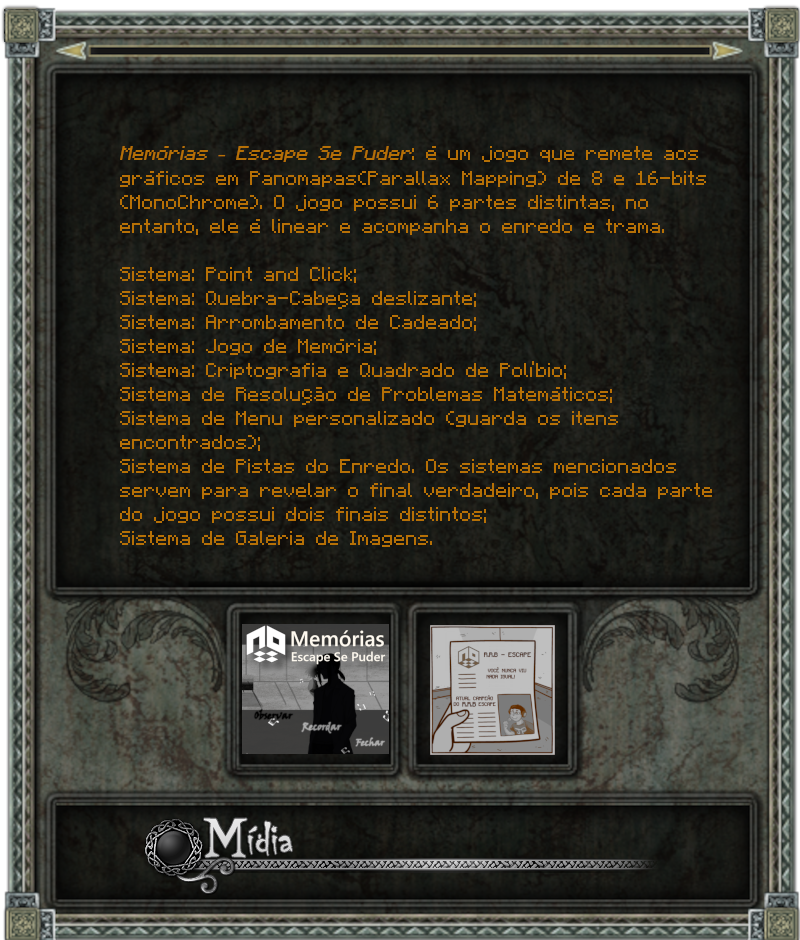 Memórias - Escape Se Puder: é um jogo que remete aos
gráficos em Panomapas(Parallax Mapping) de 8 e 16-bits
(MonoChrome). O jogo possui 6 partes distintas, no
entanto, ele é linear e acompanha o enredo e trama.
Sistema: Point and Click;
Sistema: Quebra-Cabeça deslizante;
Sistema: Arrombamento de Cadeado;
Sistema: Jogo de Memória;
Sistema: Criptografia e Quadrado de Políbio;
Sistema de Resolução de Problemas Matemáticos;
Sistema de Menu personalizado (guarda os itens
encontrados);
Sistema de Pistas do Enredo. Os sistemas mencionados
servem para revelar o final verdadeiro, pois cada parte
do jogo possui dois finais distintos;
Sistema de Galeria de Imagens.
Memórias
Escape Se Puder
Observar
Recordar
Fechar
- ESCAPE
VOCÊ NUNCA VIU
NADA IGUAL!
ATUAL CAMPEÃO
ESCAPE
Mídia